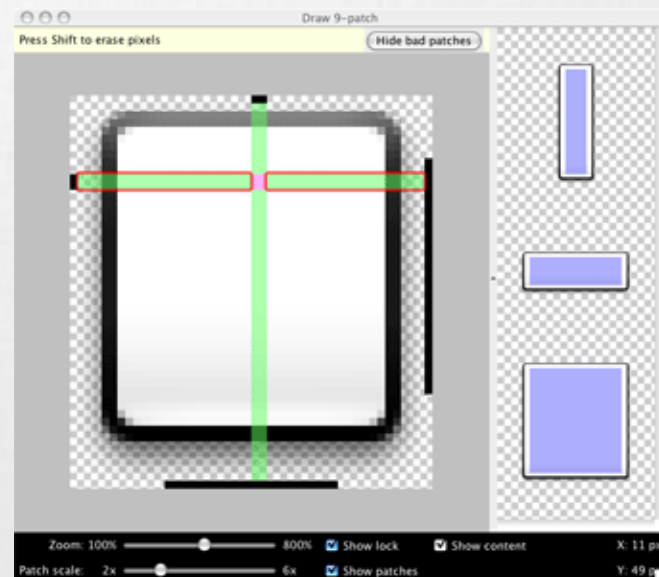 Draw 9-patch
Press Shift to erase pixels
Hide bad patches
Zoom: 100% 800% Show lock Show content X: 11 px
Patch scale: 2x 6x Show patches Y: 49 p